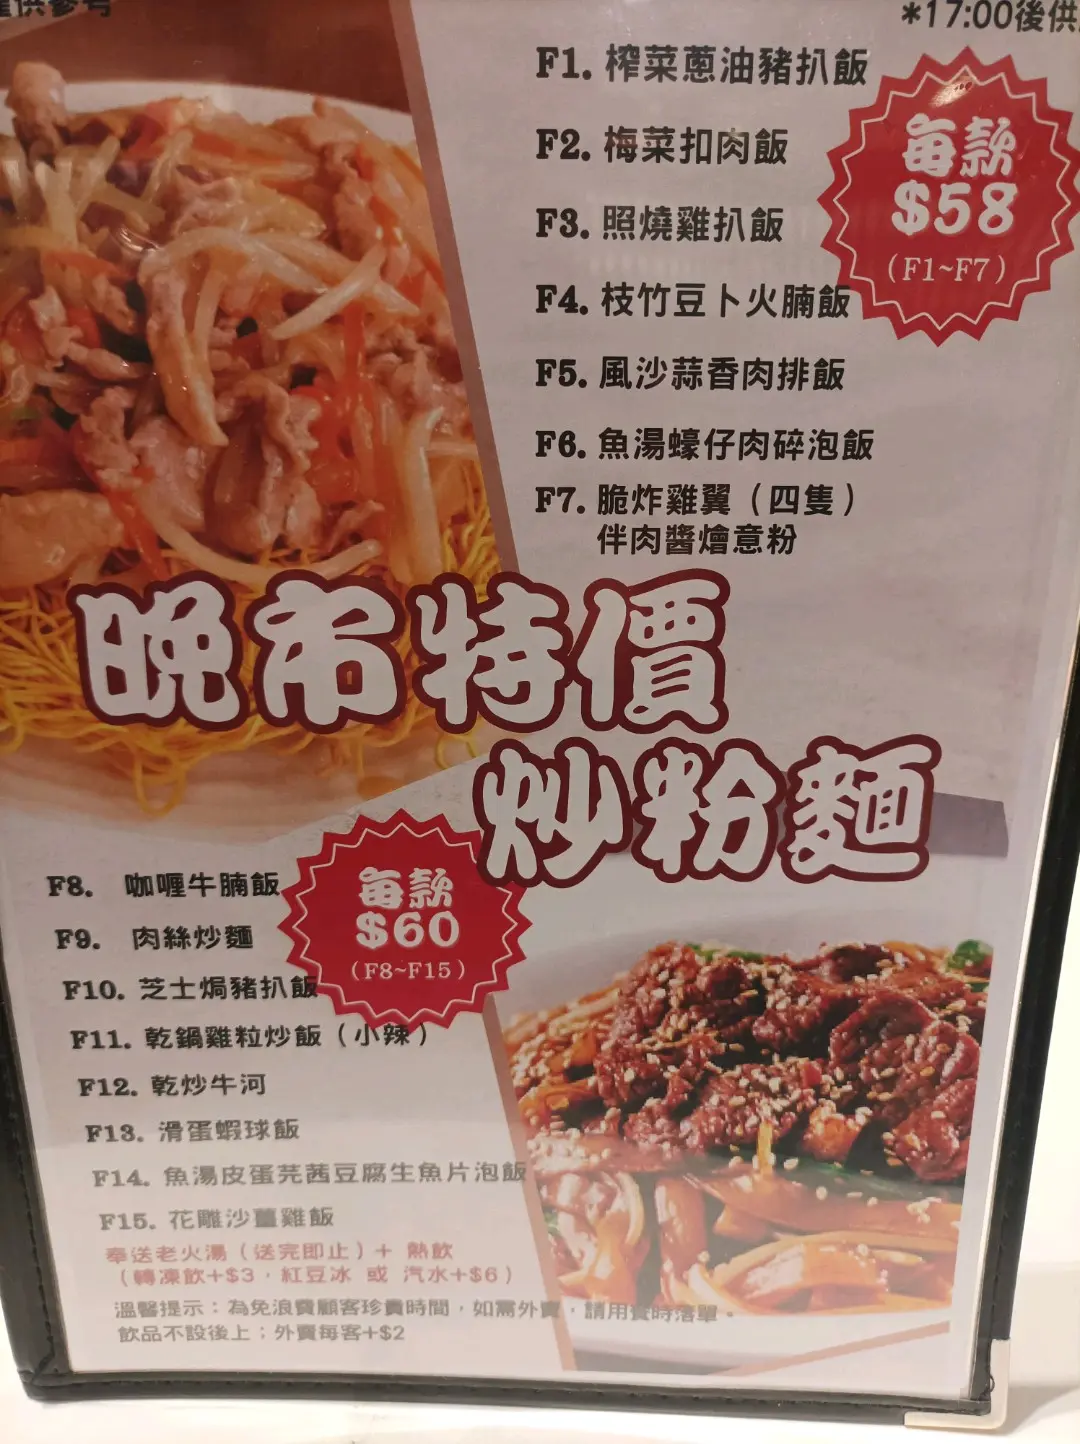 僅供參考
*17:00後供
F1. 榨菜蔥油豬扒飯
F2. 梅菜扣肉飯
F3. 照燒雞扒飯
F4. 枝竹豆卜火腩飯
F5. 風沙蒜香肉排飯
F6. 魚湯蠔仔肉碎泡飯
F7. 脆炸雞翼（四隻）
伴肉醬燴意粉
每款
$58
(F1~F7)
晚市特價
炒粉麵
每款
$60
(F8~F15)
F8. 咖喱牛腩飯
F9. 肉絲炒麵
F10. 芝士焗豬扒飯
F11. 乾鍋雞粒炒飯（小辣）
F12. 乾炒牛河
F13. 滑蛋蝦球飯
F14. 魚湯皮蛋芫茜豆腐生魚片泡飯
F15. 花雕沙薑雞飯
奉送老火湯（送完即止）+ 熱飲
（轉凍飲+$3，紅豆冰 或 汽水+$6）
溫馨提示：為免浪費顧客珍貴時間，如需外賣，請用食時落單。
飲品不設後上；外賣每客+$2